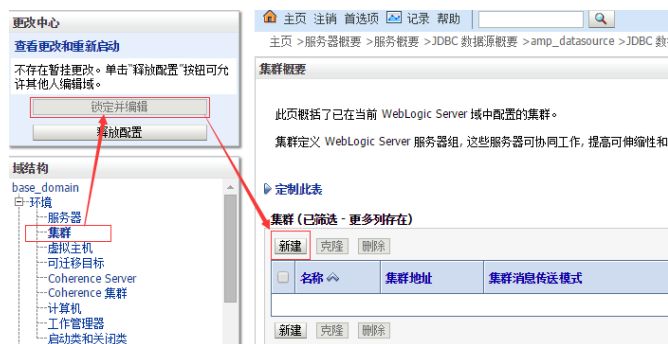 更改中心
查看更改和重新启动
不存在暂挂更改。单击“释放配置”按钮可允
许其他人编辑域。
锁定并编辑
释放配置
域结构
base_domain
环境
服务器
集群
虚拟主机
可迁移目标
Coherence Server
Coherence 集群
计算机
工作管理器
启动类和关闭类
主页 注销 首选项 记录 帮助
主页 >服务器概要 >服务概要 >JDBC 数据源概要 >amp_datasource >JDBC 数
集群概要
此页概括了已在当前 WebLogic Server 域中配置的集群。
集群定义 WebLogic Server 服务器组, 这些服务器可协同工作, 提高可伸缩性和
定制此表
集群 (已筛选 - 更多列存在)
新建 克隆 删除
名称 集群地址 集群消息传送模式
新建 克隆 删除